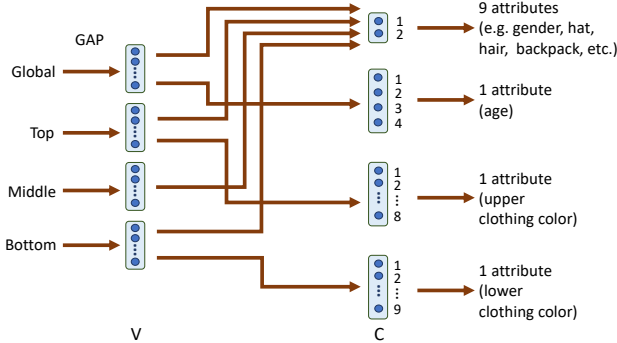 GAP
Global
Top
Middle
Bottom
V
1
2
1
2
3
4
1
2
⋮
8
1
2
⋮
9
C
9 attributes
(e.g. gender, hat,
hair, backpack, etc.)
1 attribute
(age)
1 attribute
(upper
clothing color)
1 attribute
(lower
clothing color)